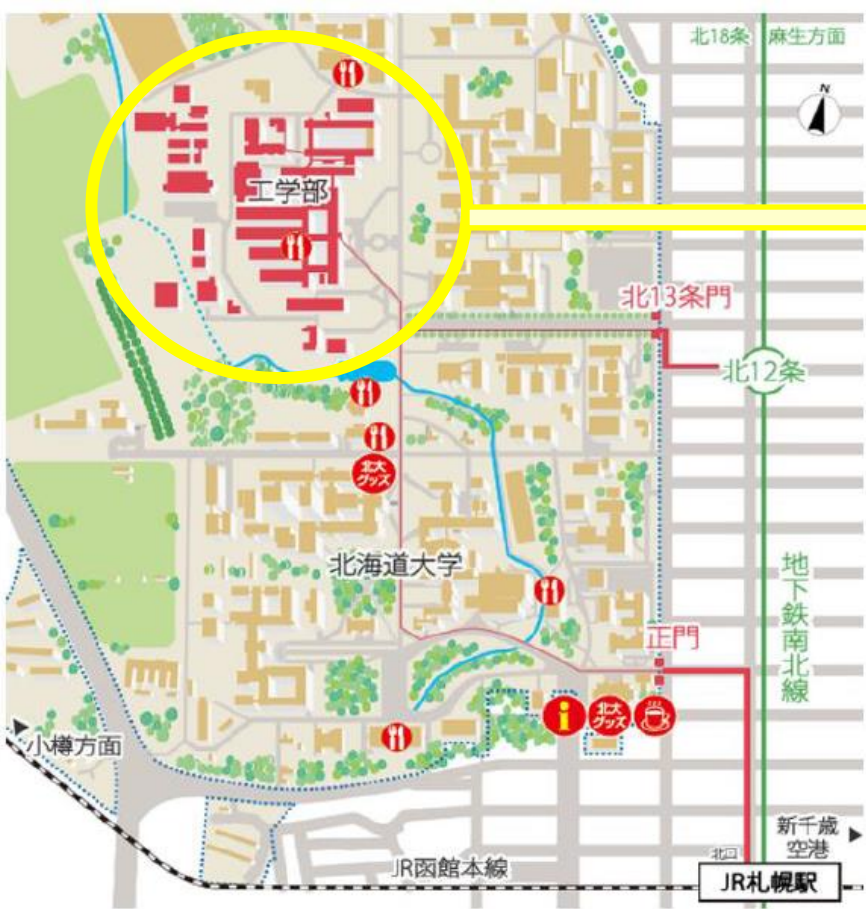 北18条
麻生方面
N
工学部
北13条門
北12条
北大
グッズ
北海道大学
地下鉄南北線
正門
i
北大
グッズ
小樽方面
新千歳
空港
北口
JR函館本線
JR札幌駅